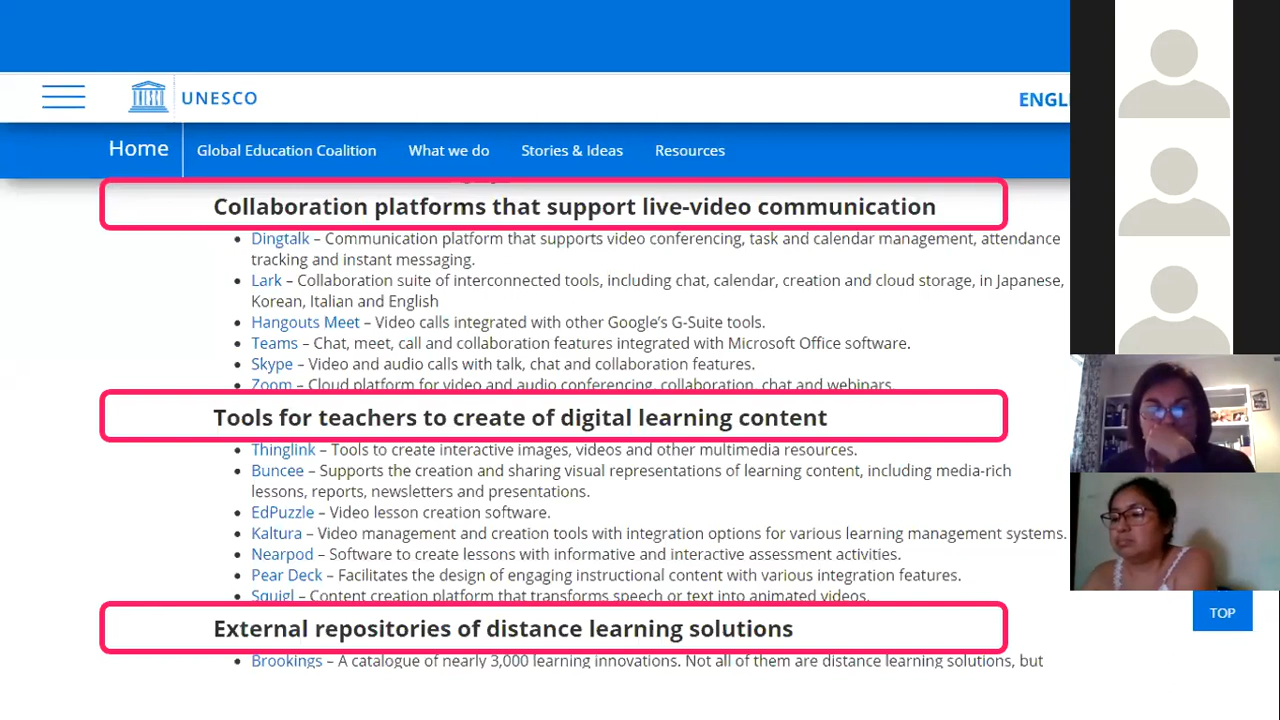 UNESCO
ENGL
Home
Global Education Coalition
What we do
Stories & Ideas
Resources
Collaboration platforms that support live-video communication
• Dingtalk – Communication platform that supports video conferencing, task and calendar management, attendance
tracking and instant messaging.
• Lark – Collaboration suite of interconnected tools, including chat, calendar, creation and cloud storage, in Japanese,
Korean, Italian and English
• Hangouts Meet – Video calls integrated with other Google’s G-Suite tools.
• Teams – Chat, meet, call and collaboration features integrated with Microsoft Office software.
• Skype – Video and audio calls with talk, chat and collaboration features.
• Zoom – Cloud platform for video and audio conferencing, collaboration, chat and webinars.
Tools for teachers to create of digital learning content
• Thinglink – Tools to create interactive images, videos and other multimedia resources.
• Buncee – Supports the creation and sharing visual representations of learning content, including media-rich
lessons, reports, newsletters and presentations.
• EdPuzzle – Video lesson creation software.
• Kaltura – Video management and creation tools with integration options for various learning management systems.
• Nearpod – Software to create lessons with informative and interactive assessment activities.
• Pear Deck – Facilitates the design of engaging instructional content with various integration features.
• Squigl – Content creation platform that transforms speech or text into animated videos.
TOP
External repositories of distance learning solutions
• Brookings – A catalogue of nearly 3,000 learning innovations. Not all of them are distance learning solutions, but